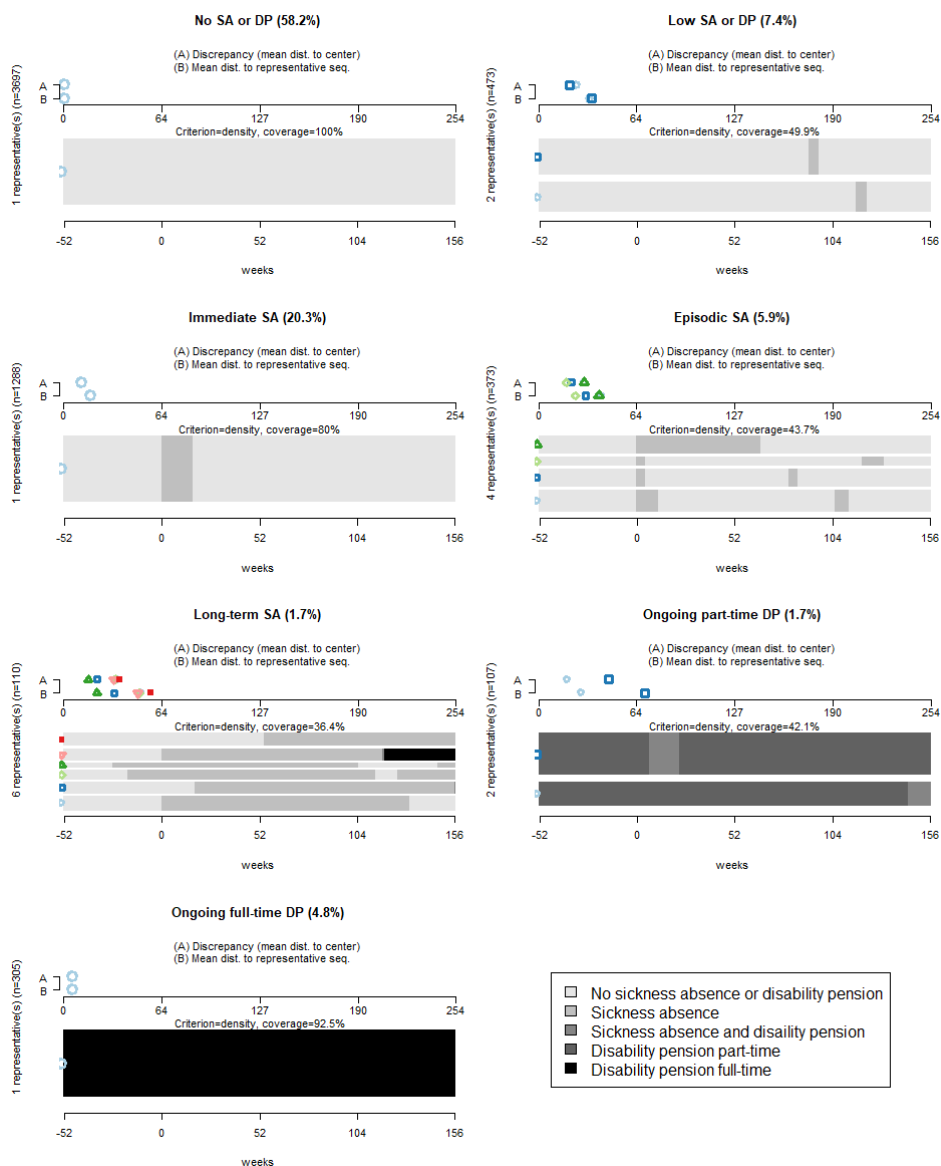 No SA or DP (58.2%)
(A) Discrepancy (mean dist. to center)
(B) Mean dist. to representative seq.
1 representative(s) (n=3697)
A
B
0 64 127 190 254
Criterion=density, coverage=100%
-52 0 52 104 156
weeks
Low SA or DP (7.4%)
(A) Discrepancy (mean dist. to center)
(B) Mean dist. to representative seq.
2 representative(s) (n=473)
A
B
0 64 127 190 254
Criterion=density, coverage=49.9%
-52 0 52 104 156
weeks
Immediate SA (20.3%)
(A) Discrepancy (mean dist. to center)
(B) Mean dist. to representative seq.
1 representative(s) (n=1288)
A
B
0 64 127 190 254
Criterion=density, coverage=80%
-52 0 52 104 156
weeks
Episodic SA (5.9%)
(A) Discrepancy (mean dist. to center)
(B) Mean dist. to representative seq.
4 representative(s) (n=373)
A
B
0 64 127 190 254
Criterion=density, coverage=43.7%
-52 0 52 104 156
weeks
Long-term SA (1.7%)
(A) Discrepancy (mean dist. to center)
(B) Mean dist. to representative seq.
6 representative(s) (n=110)
A
B
0 64 127 190 254
Criterion=density, coverage=36.4%
-52 0 52 104 156
weeks
Ongoing part-time DP (1.7%)
(A) Discrepancy (mean dist. to center)
(B) Mean dist. to representative seq.
2 representative(s) (n=107)
A
B
0 64 127 190 254
Criterion=density, coverage=42.1%
-52 0 52 104 156
weeks
Ongoing full-time DP (4.8%)
(A) Discrepancy (mean dist. to center)
(B) Mean dist. to representative seq.
1 representative(s) (n=305)
A
B
0 64 127 190 254
Criterion=density, coverage=92.5%
-52 0 52 104 156
weeks
No sickness absence or disability pension
Sickness absence
Sickness absence and disaility pension
Disability pension part-time
Disability pension full-time